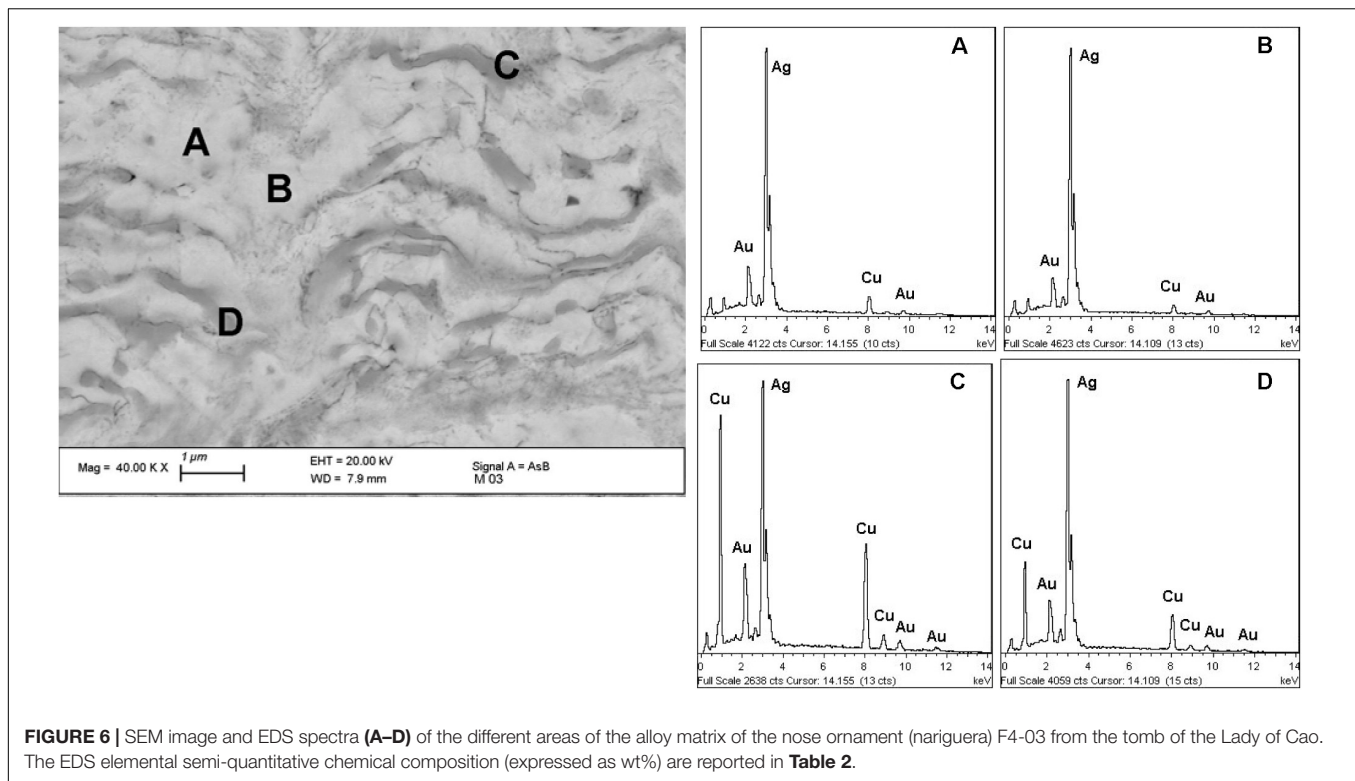 A
B
C
D
Mag = 40.00 K X
1 µm
EHT = 20.00 kV
WD = 7.9 mm
Signal A = AsB
M 03
A
Ag
Au
Cu
Au
0 2 4 6 8 10 12 14
Full Scale 4122 cts Cursor: 14.155 (10 cts)
keV
B
Ag
Au
Cu
Au
0 2 4 6 8 10 12 14
Full Scale 4623 cts Cursor: 14.109 (13 cts)
keV
C
Cu
Ag
Au
Cu
Cu
Au
Au
0 2 4 6 8 10 12 14
Full Scale 2638 cts Cursor: 14.155 (13 cts)
keV
D
Ag
Cu
Au
Cu
Cu
Au
Au
0 2 4 6 8 10 12 14
Full Scale 4059 cts Cursor: 14.109 (15 cts)
keV
FIGURE 6 | SEM image and EDS spectra (A–D) of the different areas of the alloy matrix of the nose ornament (nariguera) F4-03 from the tomb of the Lady of Cao.
The EDS elemental semi-quantitative chemical composition (expressed as wt%) are reported in Table 2.